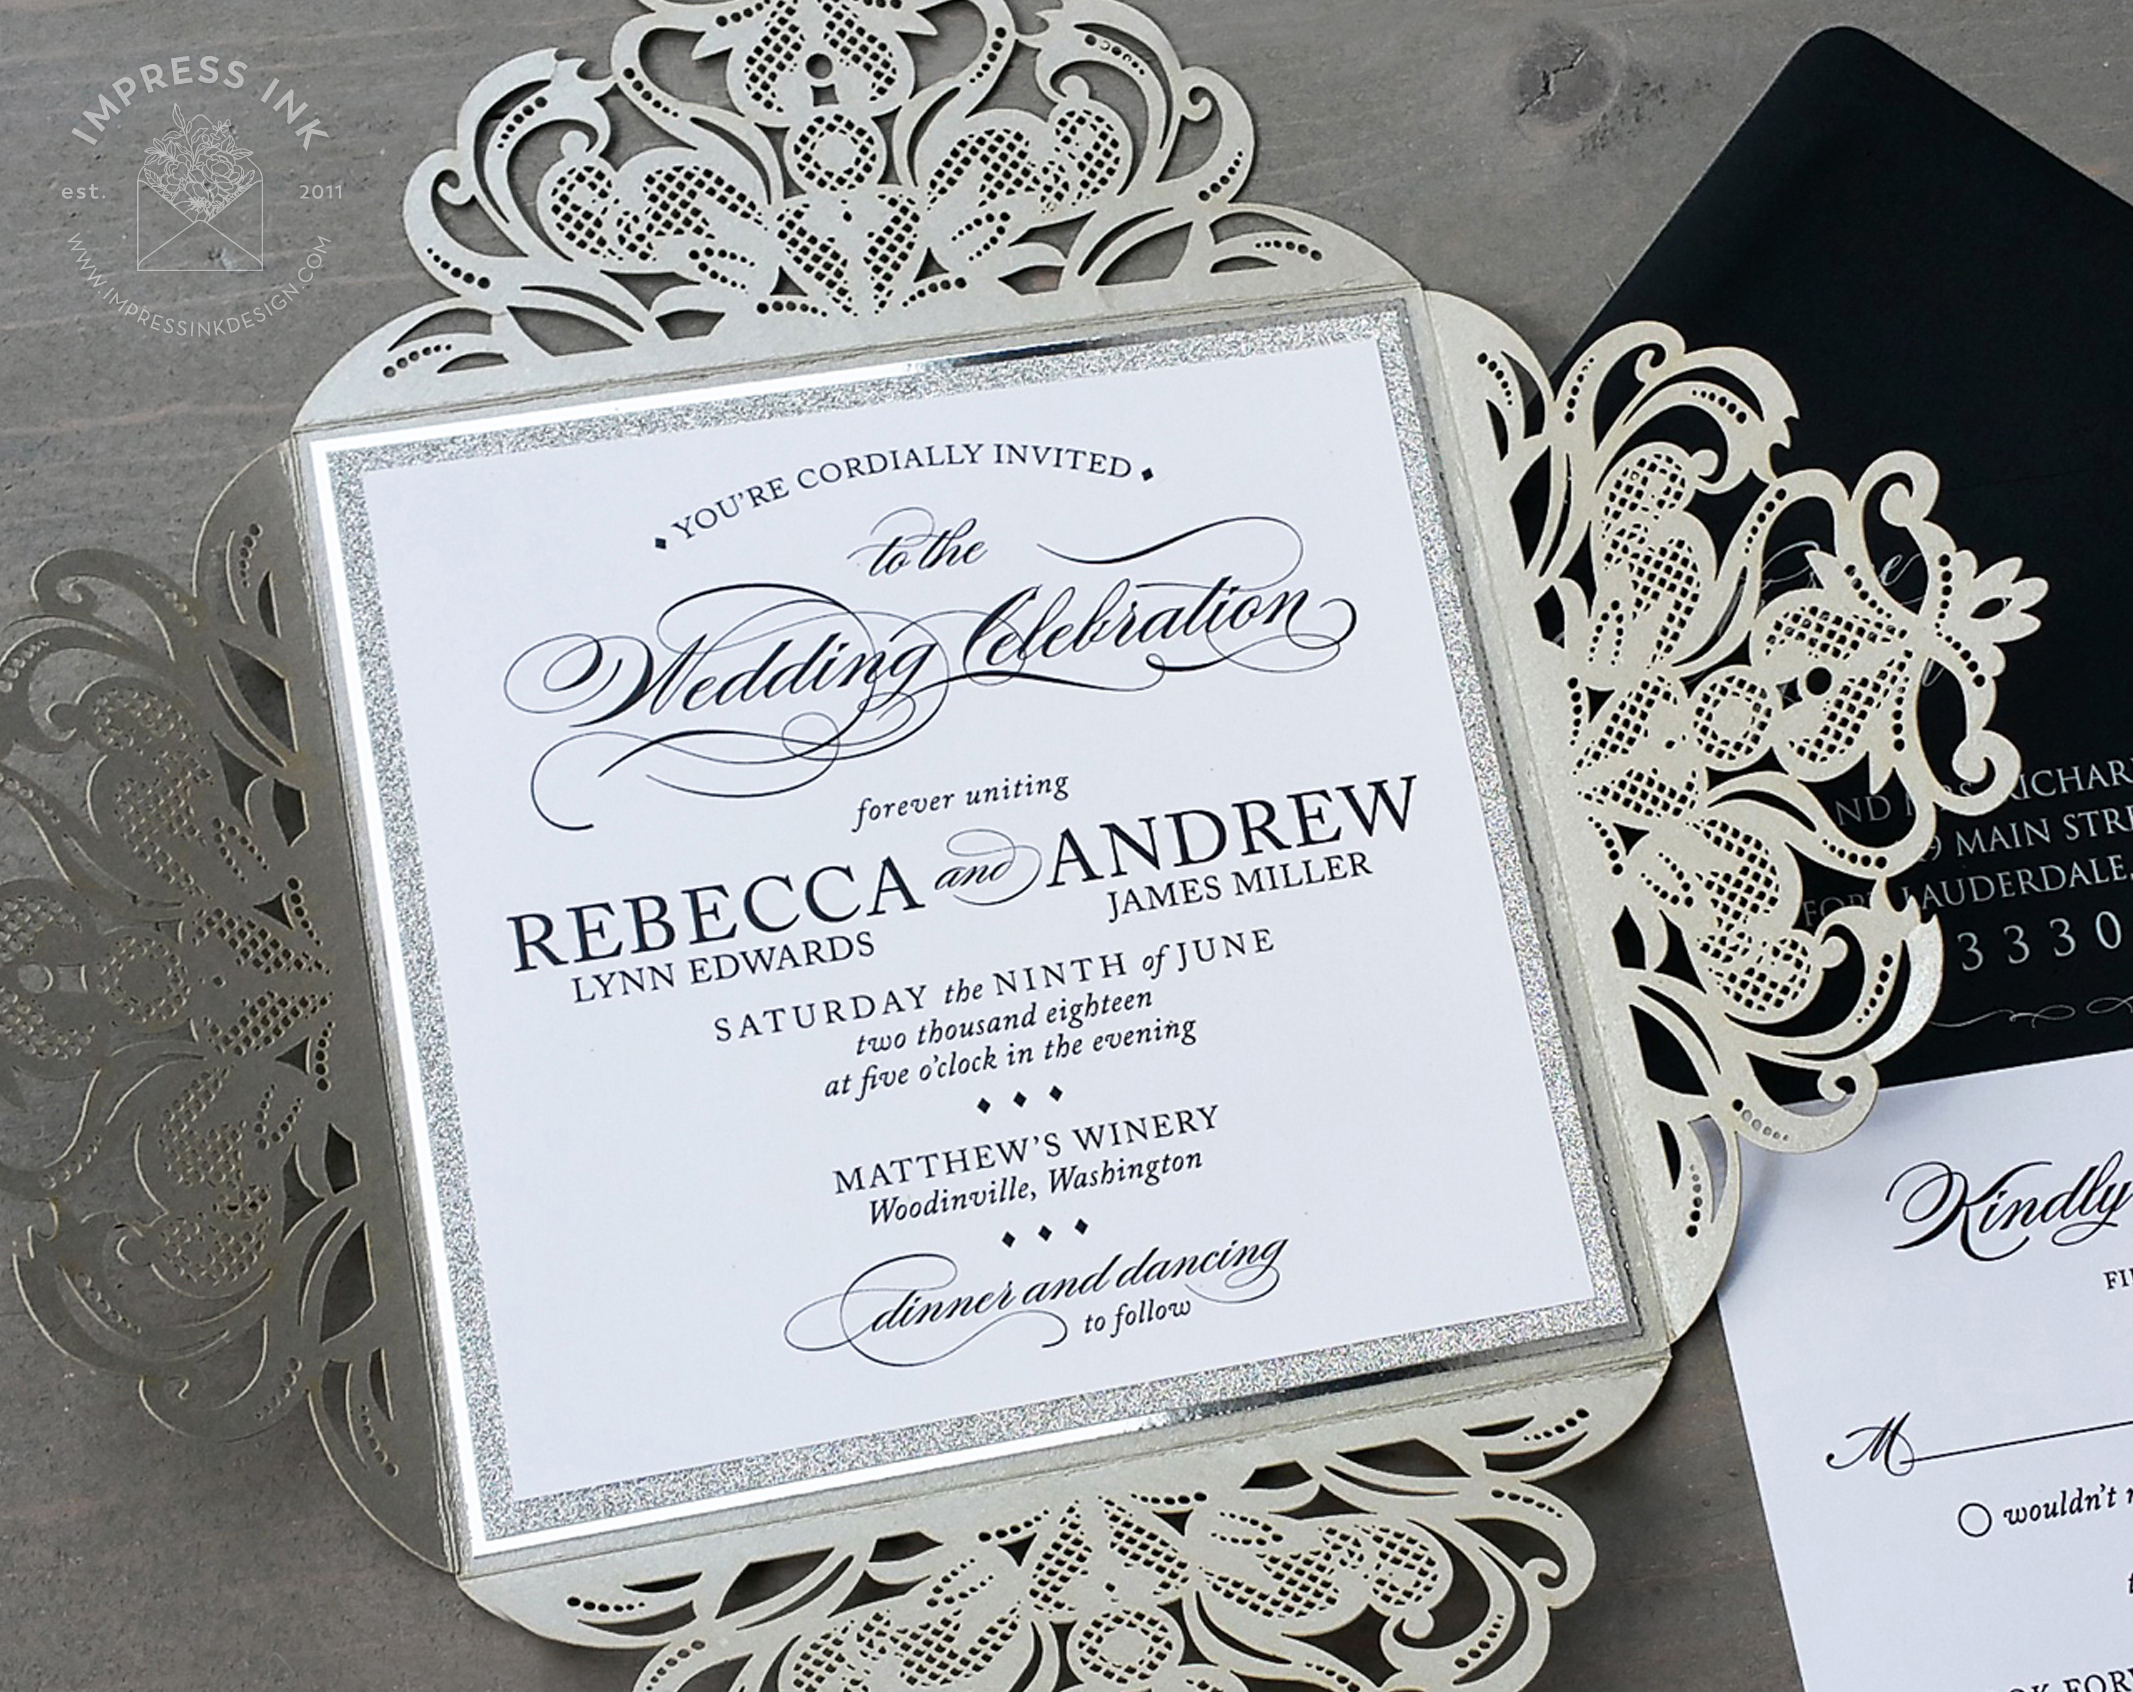 IMPRESS INK
est. 2011
WWW.IMPRESSINKDESIGN.COM
YOU'RE CORDIALLY INVITED
to the
Wedding Celebration
forever uniting
REBECCA and ANDREW
LYNN EDWARDS JAMES MILLER
SATURDAY the NINTH of JUNE
two thousand eighteen
at five o'clock in the evening
MATTHEW'S WINERY
Woodinville, Washington
dinner and dancing
to follow
MAIN
LAUDERDALE,
3330
Kindly
M
wouldn't